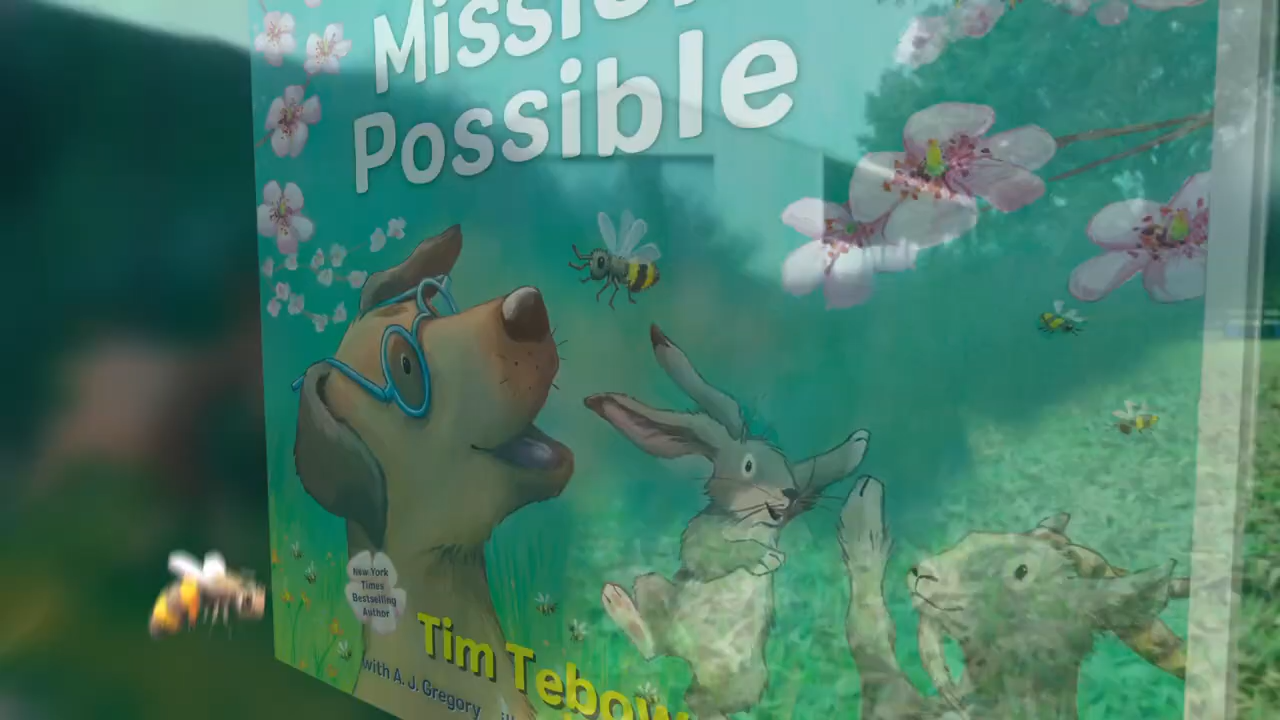 Possible
New York
Times
Bestselling
Author
Tim Tebow
with A. J. Gregory